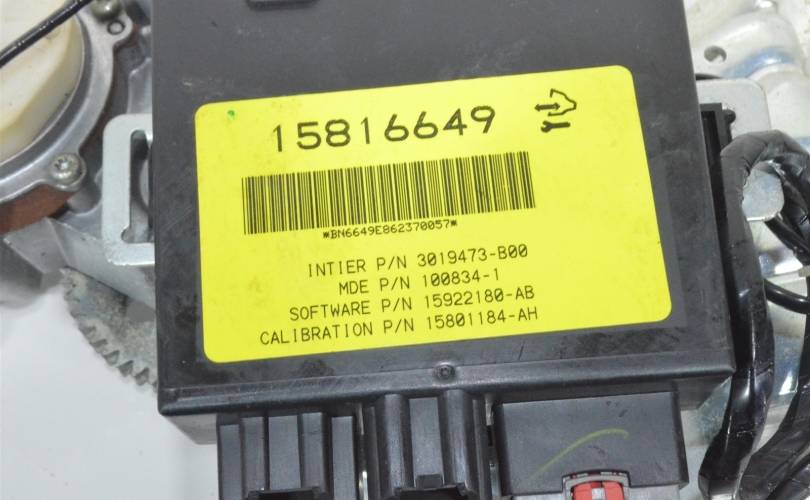 15816649
*BN6649E862370057*
INTIER P/N 3019473-B00
MDE P/N 100834-1
SOFTWARE P/N 15922180-AB
CALIBRATION P/N 15801184-AH